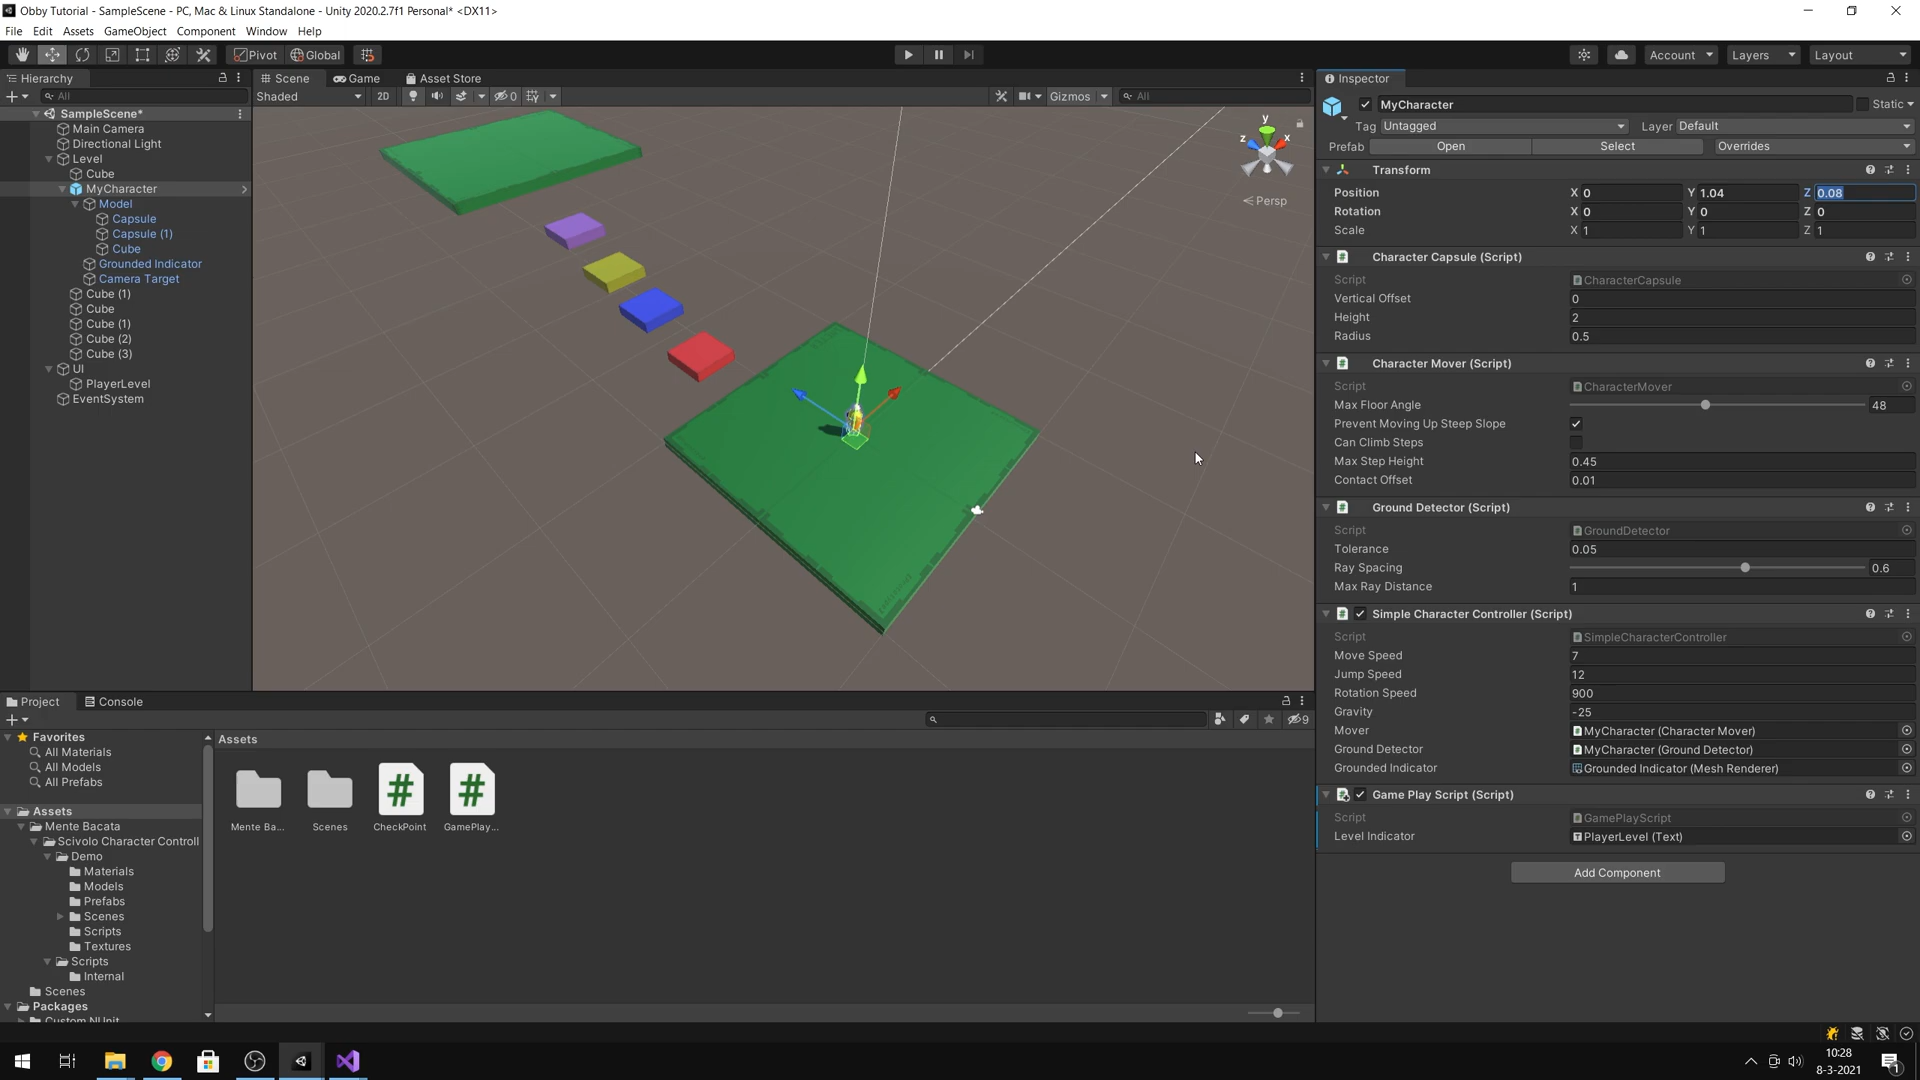 Obby Tutorial - SampleScene - PC, Mac & Linux Standalone - Unity 2020.2.7f1 Personal* <DX11>
File Edit Assets GameObject Component Window Help
Pivot Global Account Layers Layout
Hierarchy
All
SampleScene*
Main Camera
Directional Light
Level
Cube
MyCharacter
Model
Capsule
Capsule (1)
Cube
Grounded Indicator
Camera Target
Cube (1)
Cube
Cube (1)
Cube (2)
Cube (3)
UI
PlayerLevel
EventSystem
Scene Game Asset Store
Shaded 2D 0 Gizmos All
y
z x
Persp
Inspector
MyCharacter Static
Tag Untagged Layer Default
Prefab Open Select Overrides
Transform
Position X 0 Y 1.04 Z 0.08
Rotation X 0 Y 0 Z 0
Scale X 1 Y 1 Z 1
Character Capsule (Script)
Script CharacterCapsule
Vertical Offset 0
Height 2
Radius 0.5
Character Mover (Script)
Script CharacterMover
Max Floor Angle 48
Prevent Moving Up Steep Slope
Can Climb Steps
Max Step Height 0.45
Contact Offset 0.01
Ground Detector (Script)
Script GroundDetector
Tolerance 0.05
Ray Spacing 0.6
Max Ray Distance 1
Simple Character Controller (Script)
Script SimpleCharacterController
Move Speed 7
Jump Speed 12
Rotation Speed 900
Gravity -25
Mover MyCharacter (Character Mover)
Ground Detector MyCharacter (Ground Detector)
Grounded Indicator Grounded Indicator (Mesh Renderer)
Game Play Script (Script)
Script GamePlayScript
Level Indicator PlayerLevel (Text)
Add Component
Project Console
9
Favorites
All Materials
All Models
All Prefabs
Assets
Mente Bacata
Scivolo Character Controll
Demo
Materials
Models
Prefabs
Scenes
Scripts
Textures
Scripts
Internal
Scenes
Packages
Custom NUnit
Assets
Mente Ba... Scenes CheckPoint GamePlay...
10:28
8-3-2021
1